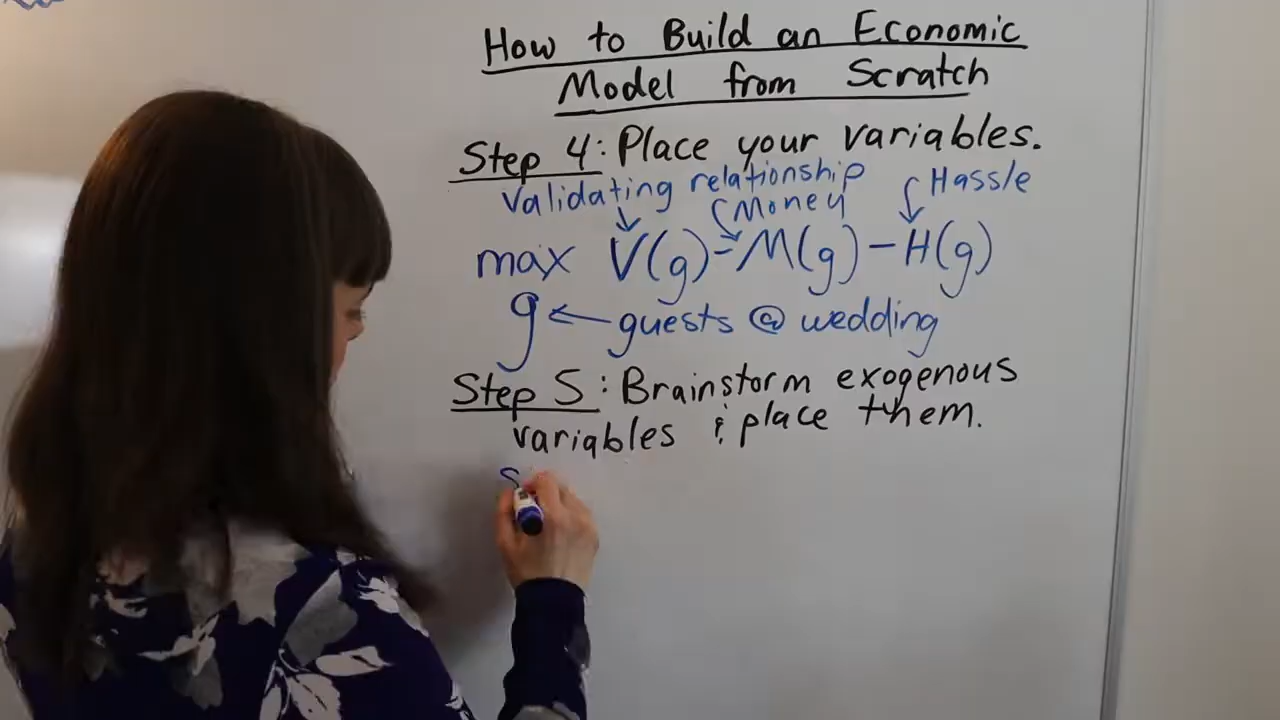 How to Build an Economic
Model from Scratch
Step 4: Place your variables.
Validating relationship
Money
Hassle
max V(g)-M(g)-H(g)
g ← guests @ wedding
Step 5: Brainstorm exogenous
variables & place them.
S